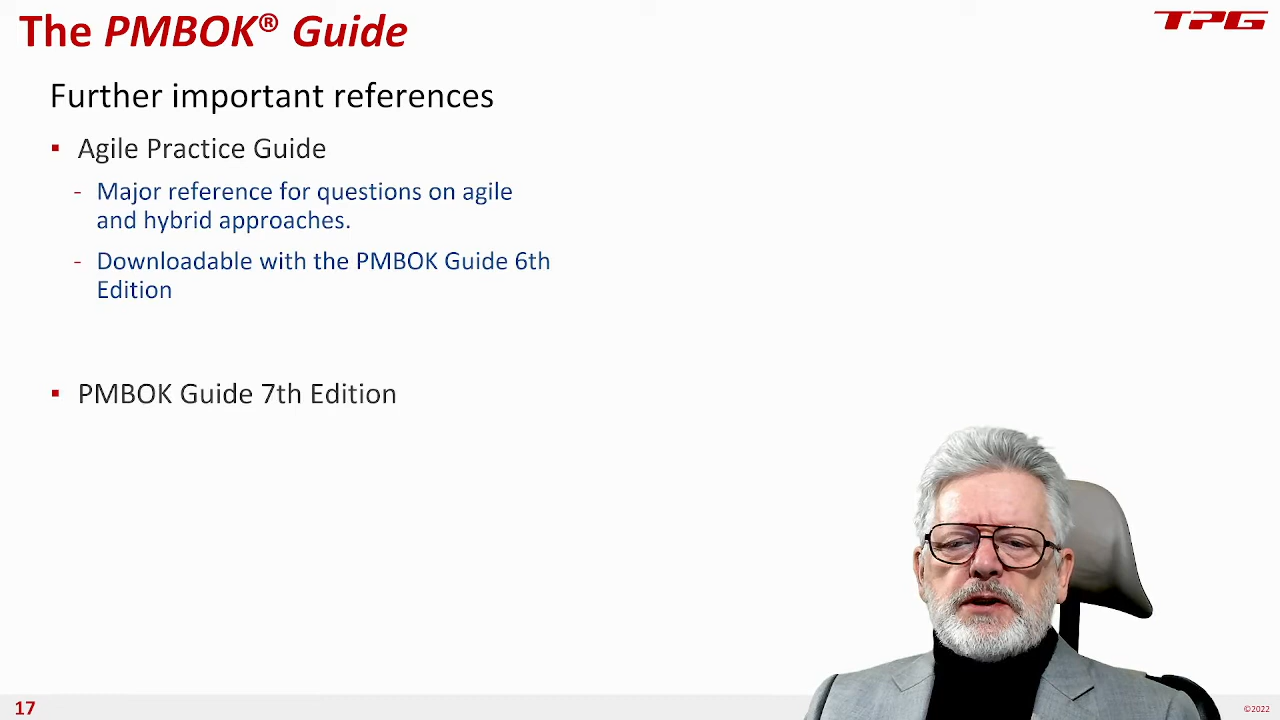 The PMBOK® Guide
TPG
Further important references
▪ Agile Practice Guide
- Major reference for questions on agile
and hybrid approaches.
- Downloadable with the PMBOK Guide 6th
Edition
▪ PMBOK Guide 7th Edition
17
©2022